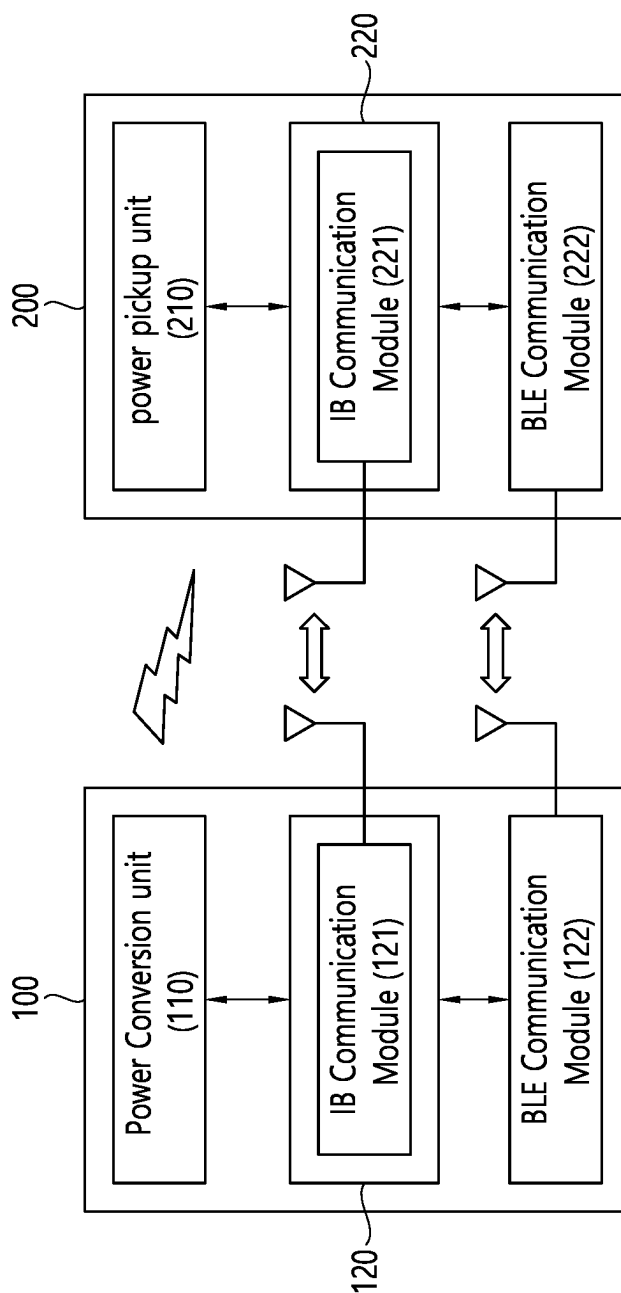 100
Power Conversion unit
(110)
IB Communication
Module (121)
120
BLE Communication
Module (122)
200
power pickup unit
(210)
220
IB Communication
Module (221)
BLE Communication
Module (222)